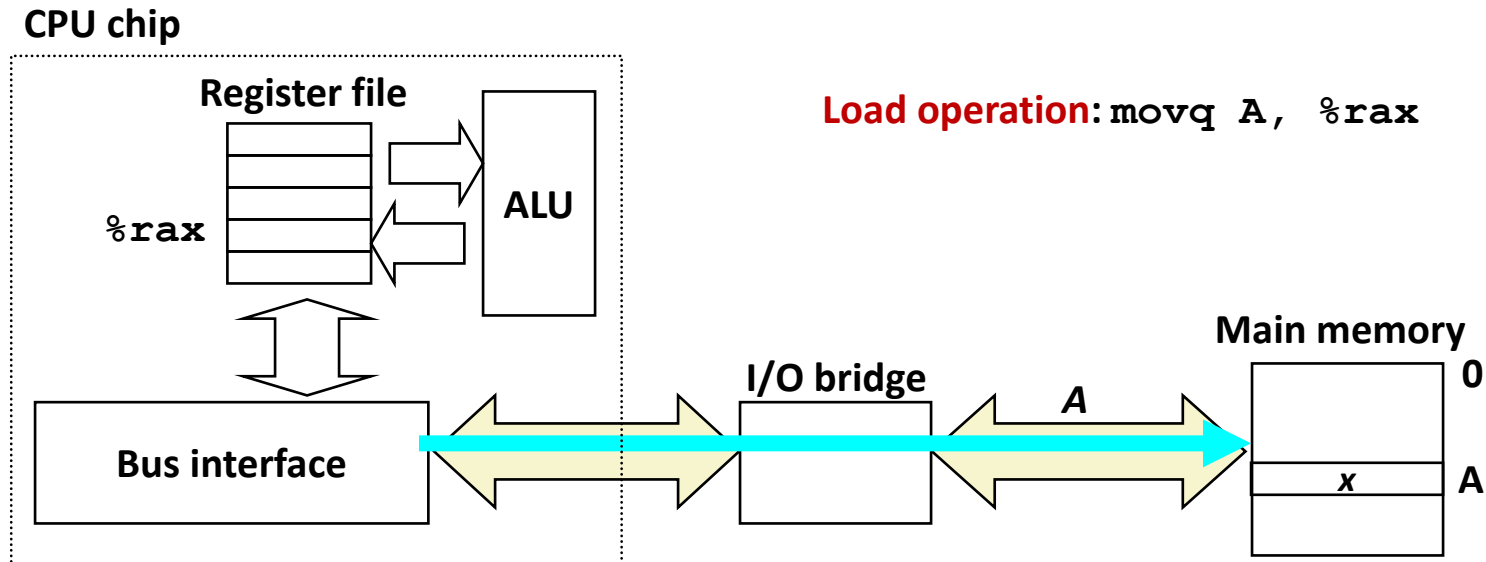 CPU chip
Register file
Load operation: movq A, %rax
ALU
%rax
Main memory
0
I/O bridge
A
Bus interface
x
A